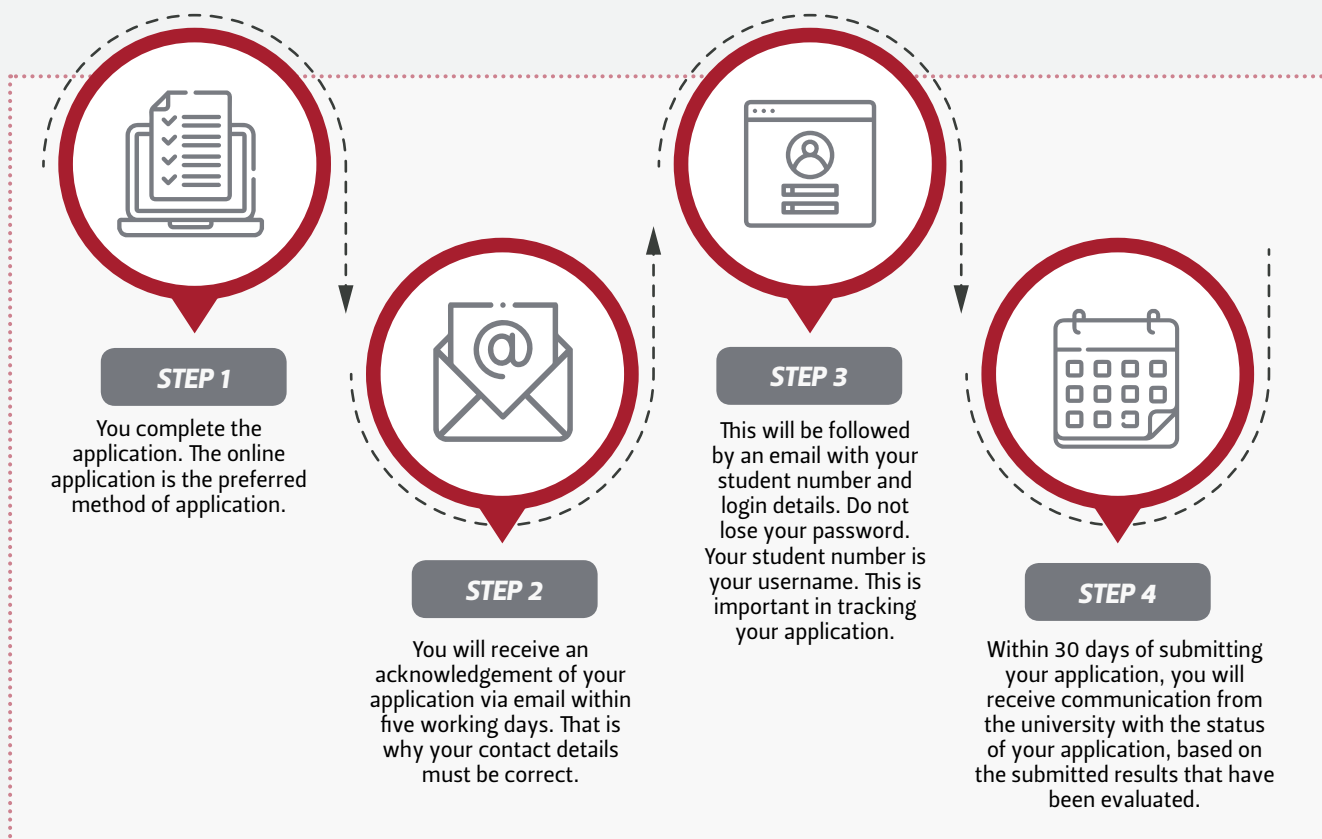 STEP 1
You complete the
application. The online
application is the preferred
method of application.
STEP 2
You will receive an
acknowledgement of your
application via email within
five working days. That is
why your contact details
must be correct.
STEP 3
This will be followed
by an email with your
student number and
login details. Do not
lose your password.
Your student number is
your username. This is
important in tracking
your application.
STEP 4
Within 30 days of submitting
your application, you will
receive communication from
the university with the status
of your application, based on
the submitted results that have
been evaluated.